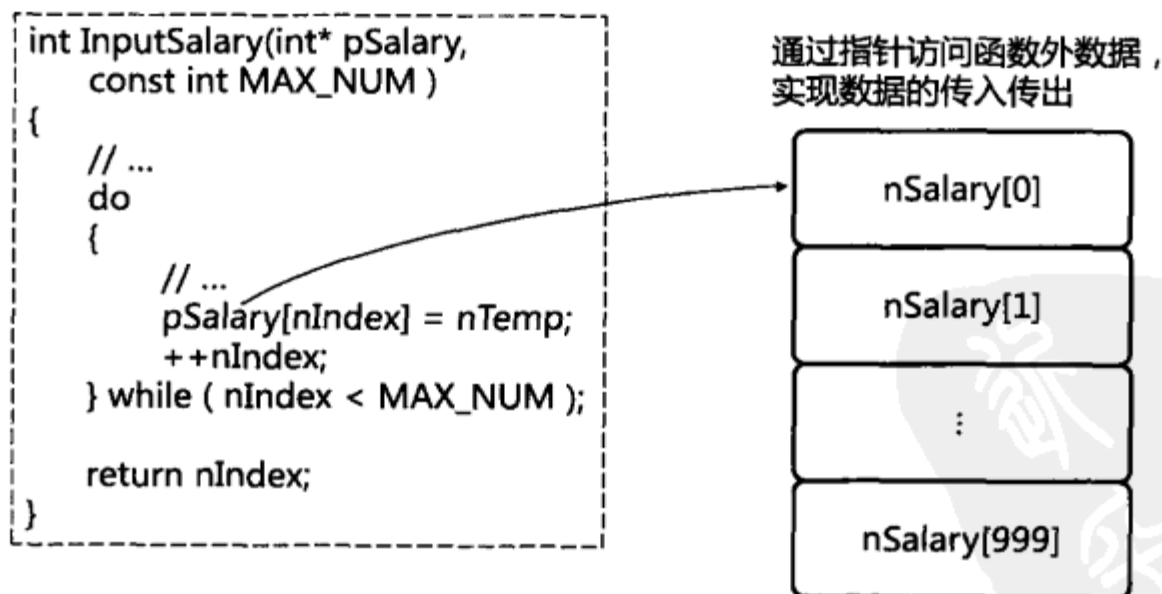 int InputSalary(int* pSalary,
const int MAX_NUM )
{
// ...
do
{
// ...
pSalary[nIndex] = nTemp;
++nIndex;
} while ( nIndex < MAX_NUM );
return nIndex;
}
通过指针访问函数外数据，
实现数据的传入传出
nSalary[0]
nSalary[1]
⋮
nSalary[999]